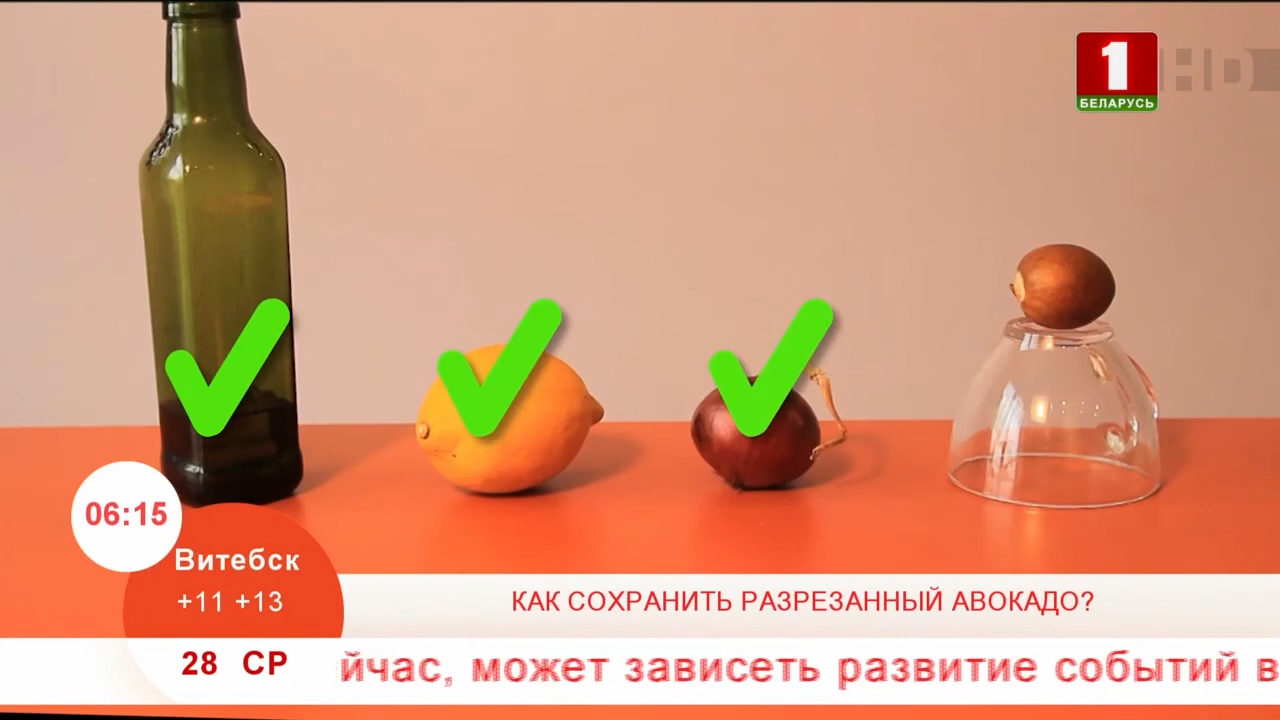 1
HD
БЕЛАРУСЬ
06:15
Витебск
+11 +13
КАК СОХРАНИТЬ РАЗРЕЗАННЫЙ АВОКАДО?
28 СР
йчас, может зависеть развитие событий в